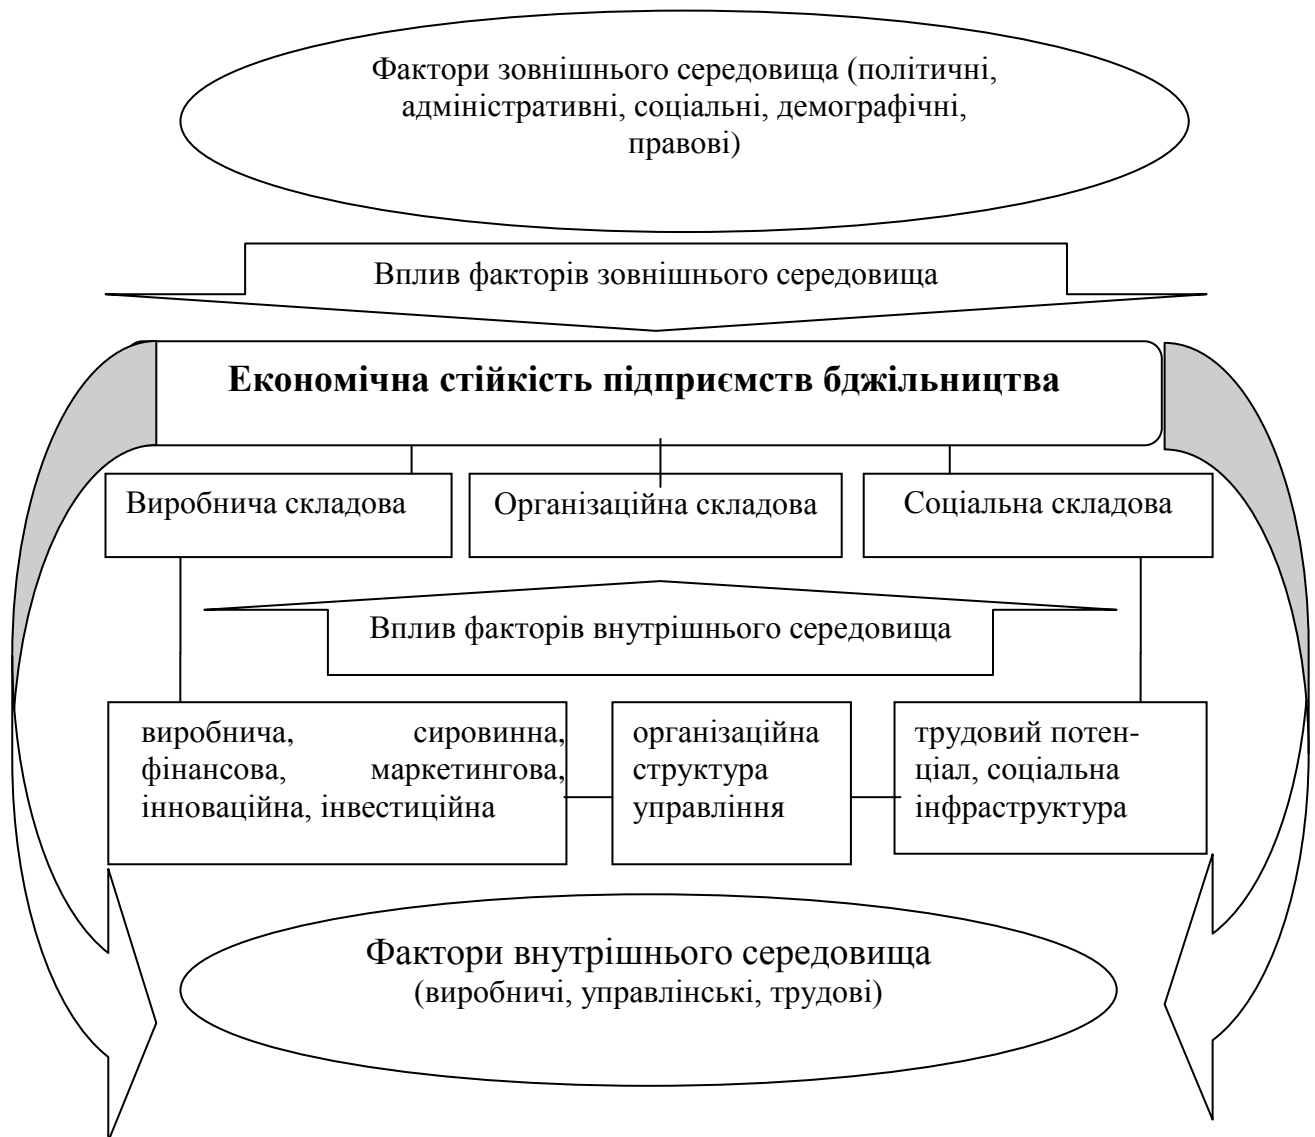 Фактори зовнішнього середовища (політичні,
адміністративні, соціальні, демографічні,
правові)
Вплив факторів зовнішнього середовища
Економічна стійкість підприємств бджільництва
Виробнича складова
Організаційна складова
Соціальна складова
Вплив факторів внутрішнього середовища
виробнича, сировинна,
фінансова, маркетингова,
інноваційна, інвестиційна
організаційна
структура
управління
трудовий потен-
ціал, соціальна
інфраструктура
Фактори внутрішнього середовища
(виробничі, управлінські, трудові)